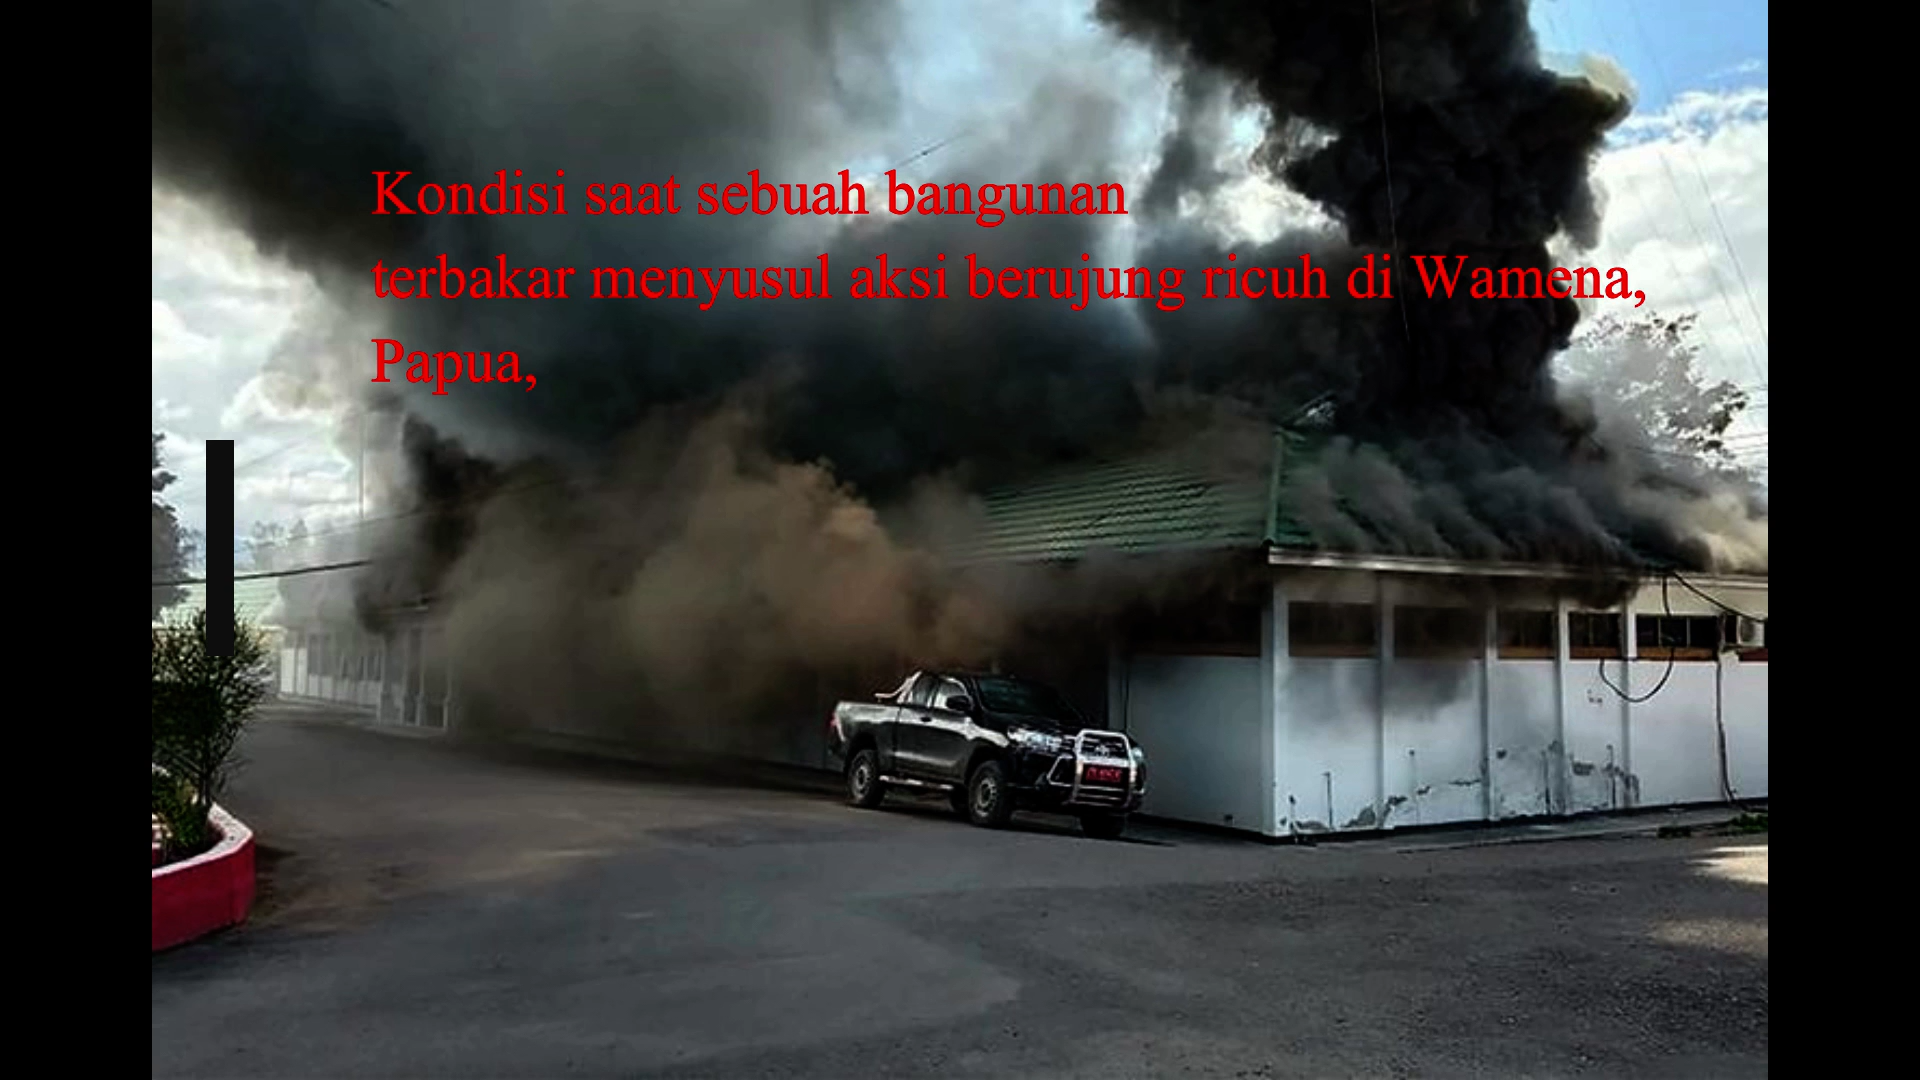 Kondisi saat sebuah bangunan
terbakar menyusul aksi berujung ricuh di Wamena,
Papua,